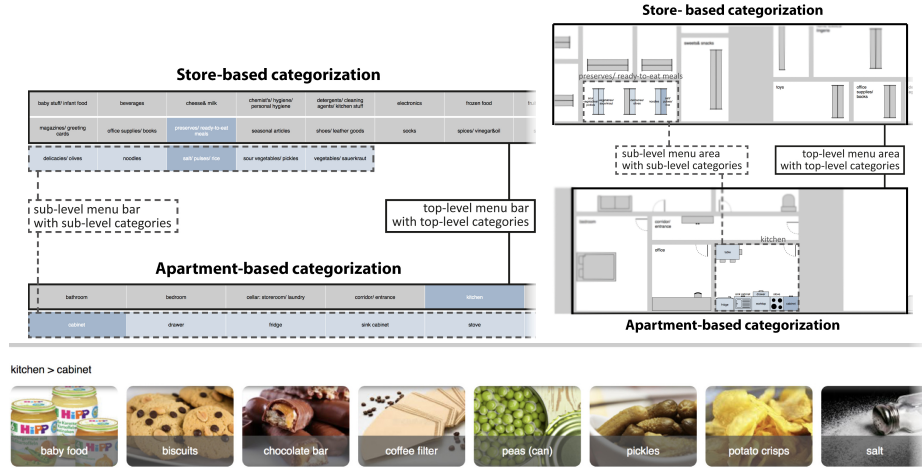 Store- based categorization
Store-based categorization
sweets& snacks
preserves/ ready-to-eat meals
toys
office
supplies/
books
baby stuff/ infant food
beverages
cheese& milk
chemist's/ hygiene/
personal hygiene
detergents/ cleaning
agents/ kitchen stuff
electronics
frozen food
magazines/ greeting
cards
office supplies/ books
preserves/ ready-to-eat
meals
seasonal articles
shoes/ leather goods
socks
spices/ vinegar&oil
delicacies/ olives
noodles
salt/ pulses/ rice
sour vegetables/ pickles
vegetables/ sauerkraut
sub-level menu area
with sub-level categories
top-level menu area
with top-level categories
sub-level menu bar
with sub-level categories
top-level menu bar
with top-level categories
bedroom
corridor/
entrance
office
kitchen
Apartment-based categorization
bathroom
bedroom
cellar: storeroom/ laundry
corridor/ entrance
kitchen
cabinet
drawer
fridge
sink cabinet
stove
Apartment-based categorization
kitchen > cabinet
HiPP
HiPP
HiPP
baby food
biscuits
chocolate bar
coffee filter
peas (can)
pickles
potato crisps
salt